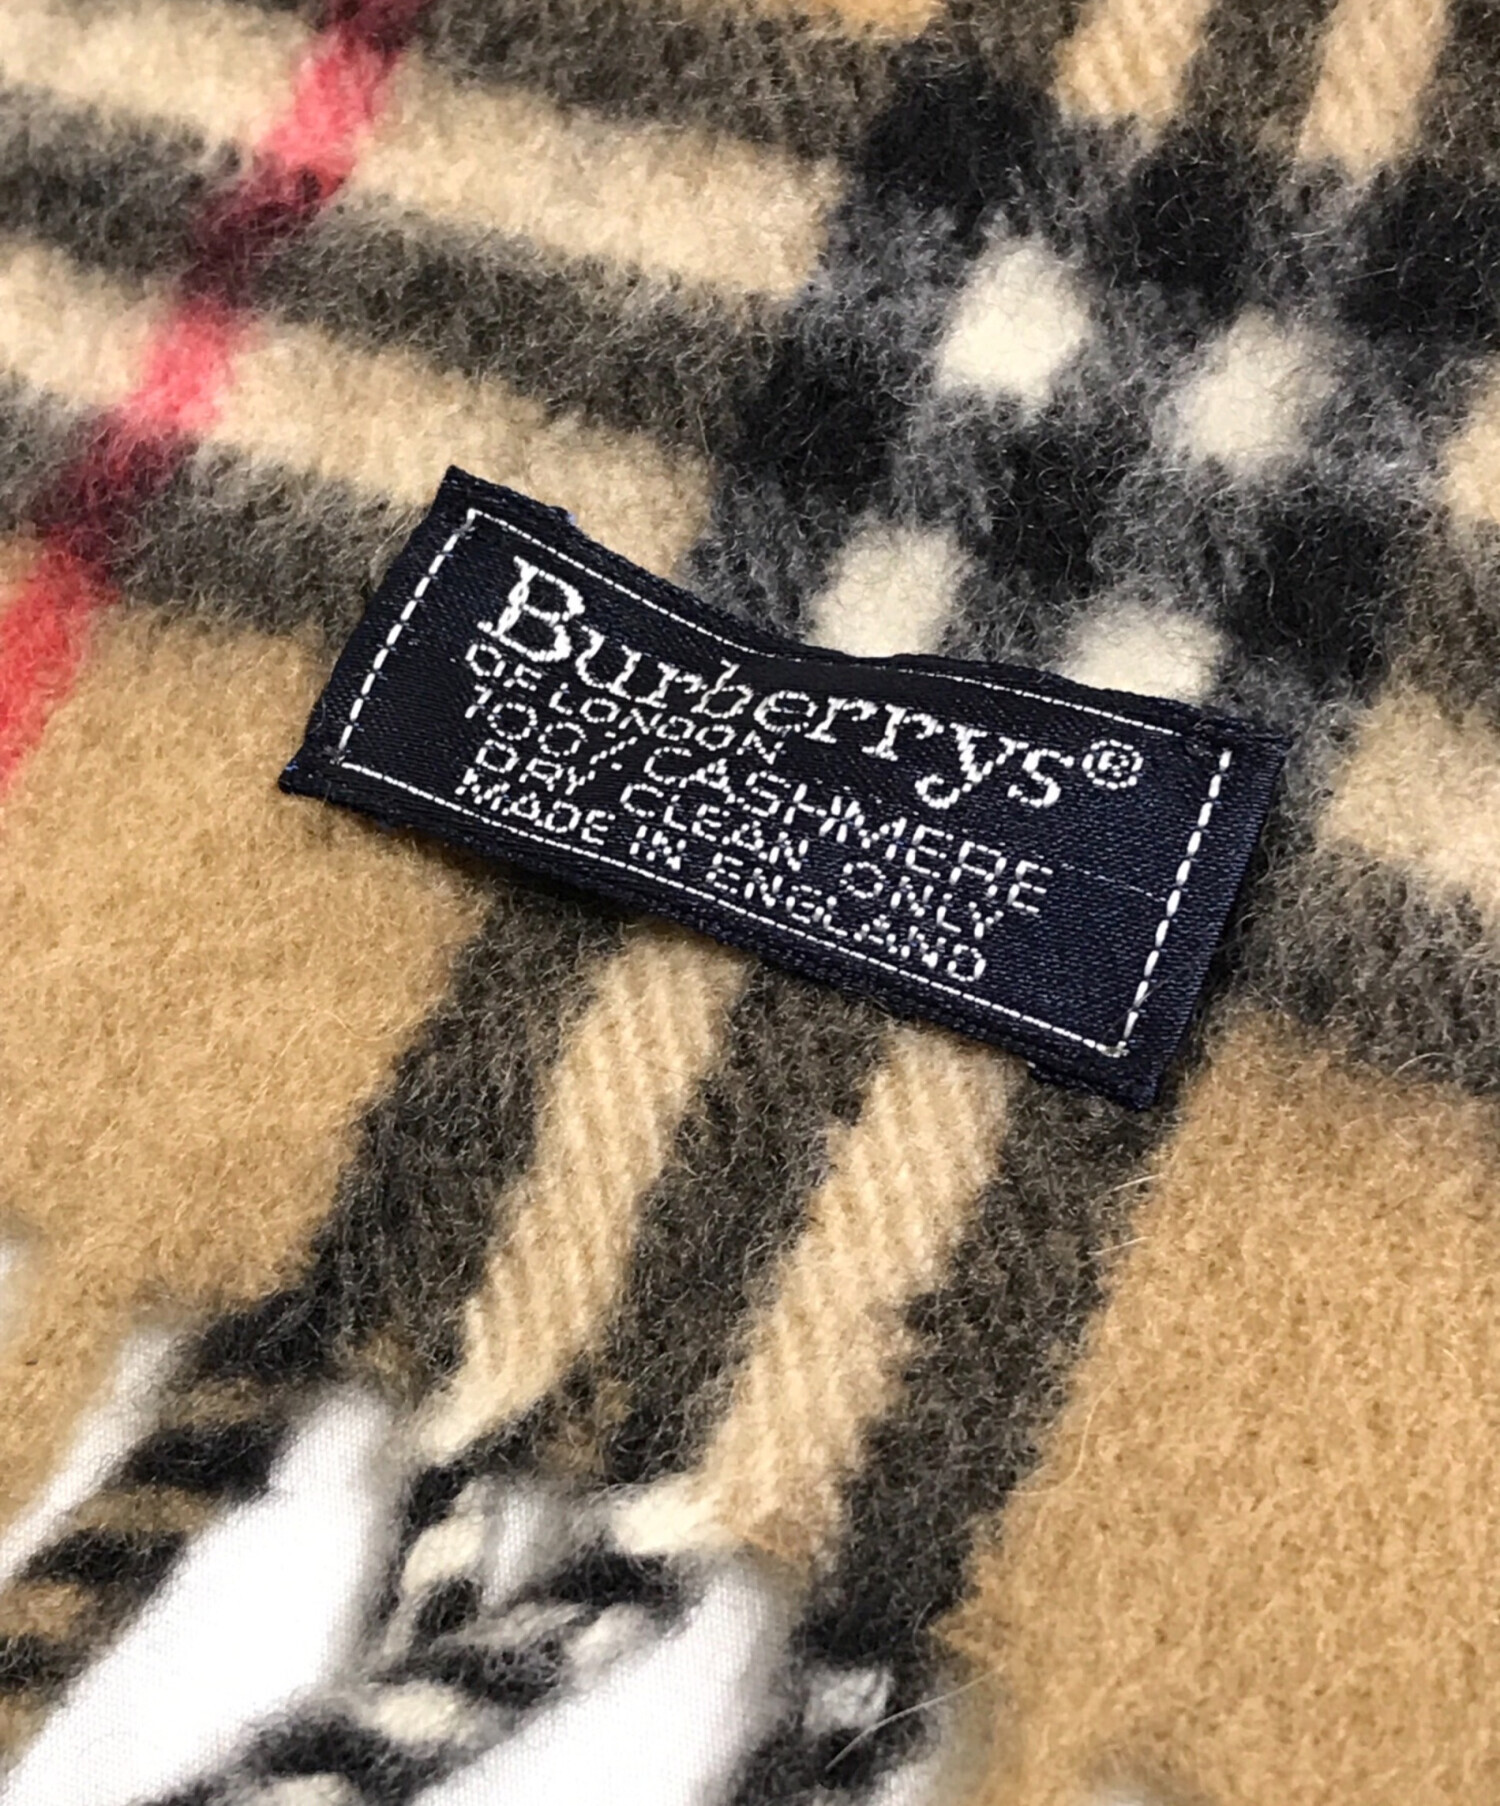 Burberrys®
OF LONDON
100% CASHMERE
DRY CLEAN ONLY
MADE IN ENGLAND